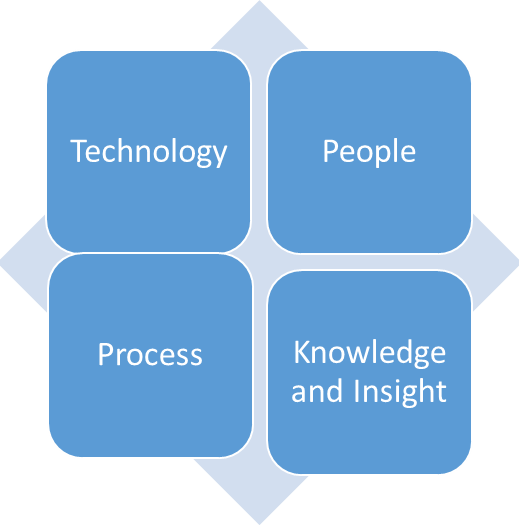 Technology
People
Process
Knowledge
and Insight